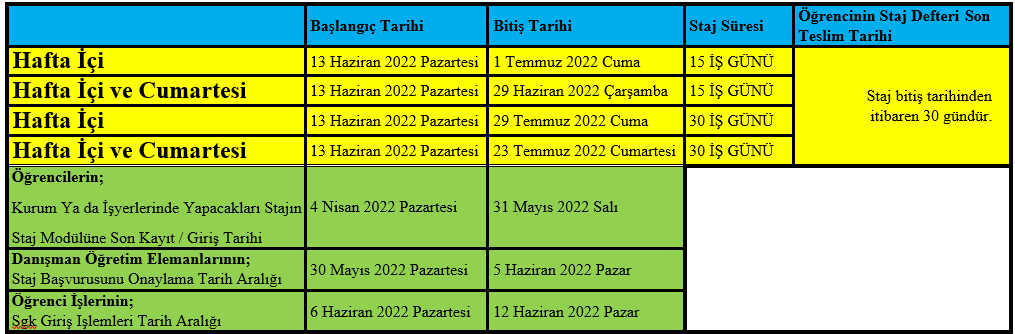 Başlangıç Tarihi
Bitiş Tarihi
Staj Süresi
Öğrencinin Staj Defteri Son
Teslim Tarihi
Hafta İçi
13 Haziran 2022 Pazartesi
1 Temmuz 2022 Cuma
15 İŞ GÜNÜ
Hafta İçi ve Cumartesi
13 Haziran 2022 Pazartesi
29 Haziran 2022 Çarşamba
15 İŞ GÜNÜ
Hafta İçi
13 Haziran 2022 Pazartesi
29 Temmuz 2022 Cuma
30 İŞ GÜNÜ
Hafta İçi ve Cumartesi
13 Haziran 2022 Pazartesi
23 Temmuz 2022 Cumartesi
30 İŞ GÜNÜ
Staj bitiş tarihinden
itibaren 30 gündür.
Öğrencilerin;
Kurum Ya da İşyerlerinde Yapacakları Stajın
Staj Modülüne Son Kayıt / Giriş Tarihi
4 Nisan 2022 Pazartesi
31 Mayıs 2022 Salı
Danışman Öğretim Elemanlarının;
Staj Başvurusunu Onaylama Tarih Aralığı
30 Mayıs 2022 Pazartesi
5 Haziran 2022 Pazar
Öğrenci İşlerinin;
Sgk Giriş Işlemleri Tarih Aralığı
6 Haziran 2022 Pazartesi
12 Haziran 2022 Pazar